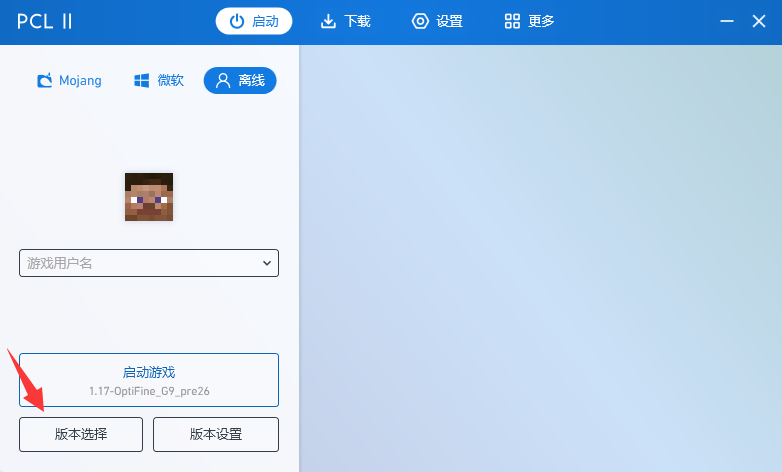 PCL II
启动
下载
设置
更多
Mojang
微软
离线
游戏用户名
启动游戏
1.17-OptiFine_G9_pre26
版本选择
版本设置